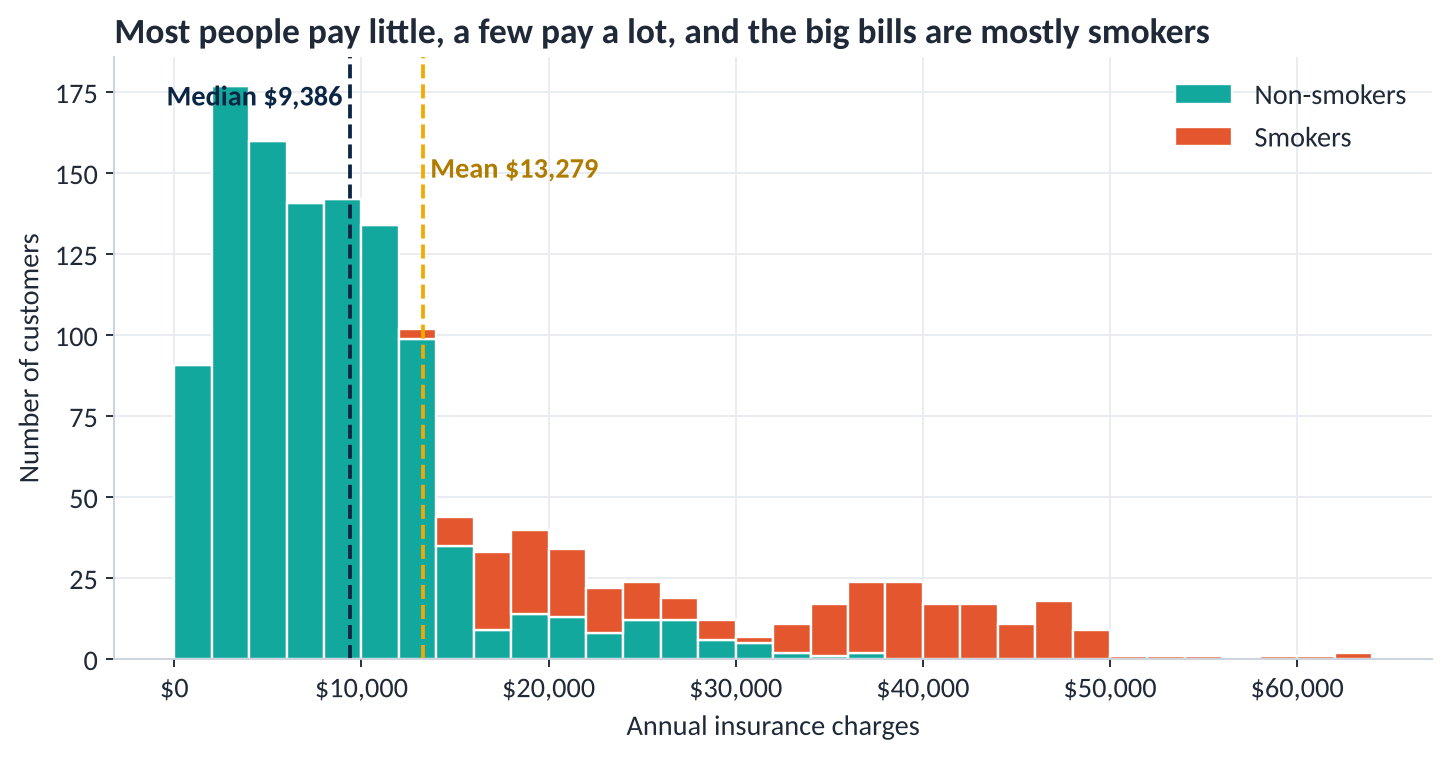 Most people pay little, a few pay a lot, and the big bills are mostly smokers
Median $9,386
Mean $13,279
Non-smokers
Smokers
Number of customers
175
150
125
100
75
50
25
0
$0
$10,000
$20,000
$30,000
$40,000
$50,000
$60,000
Annual insurance charges